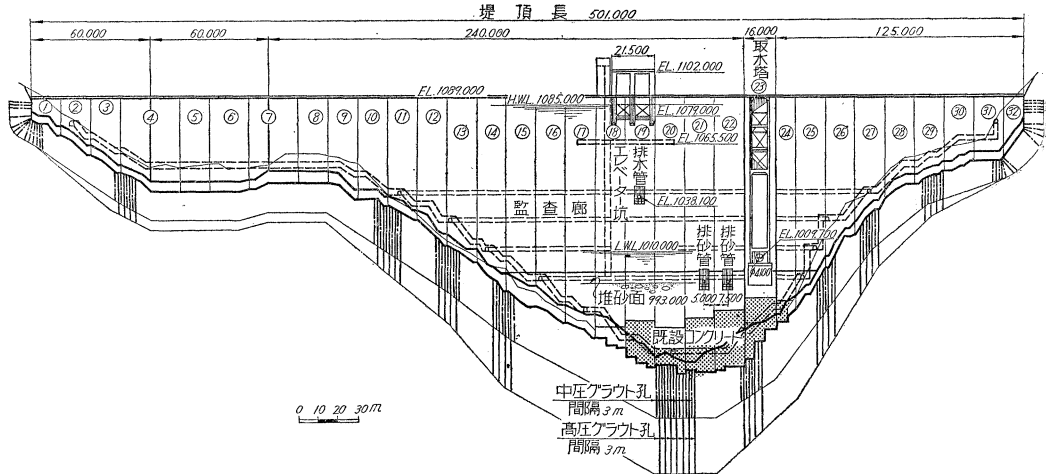 堤頂長 501.000
60.000
60.000
240.000
16.000
125.000
21.500
取水塔
EL.1102.000
EL.1089.000
H.W.L.1085.000
EL.1079.000
EL.1065.500
① ② ③ ④ ⑤ ⑥ ⑦ ⑧ ⑨ ⑩ ⑪ ⑫ ⑬ ⑭ ⑮ ⑯ ⑰ ⑱ ⑲ ⑳ ㉑ ㉒ ㉓ ㉔ ㉕ ㉖ ㉗ ㉘ ㉙ ㉚ ㉛ ㉜
エレベーター坑
排水管
EL.1038.100
監査廊
L.W.L.1010.000
排砂管
排砂管
EL.1009.700
堆砂面 993.000
5.000
7.500
既設コンクリート
中圧グラウト孔
間隔 3m
高圧グラウト孔
間隔 3m
0 10 20 30m